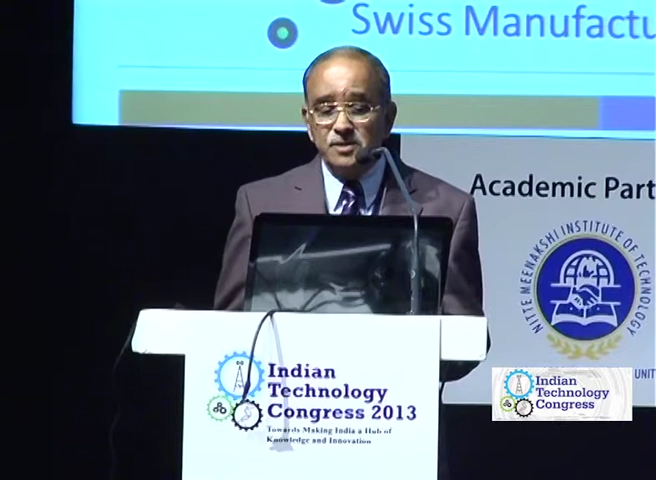 Swiss Manufactu
Academic Part
NITTE MEENAKSHI INSTITUTE OF TECHNOLOGY
UNIT
Indian
Technology
Congress 2013
Towards Making India a Hub of
Knowledge and Innovation
Indian
Technology
Congress